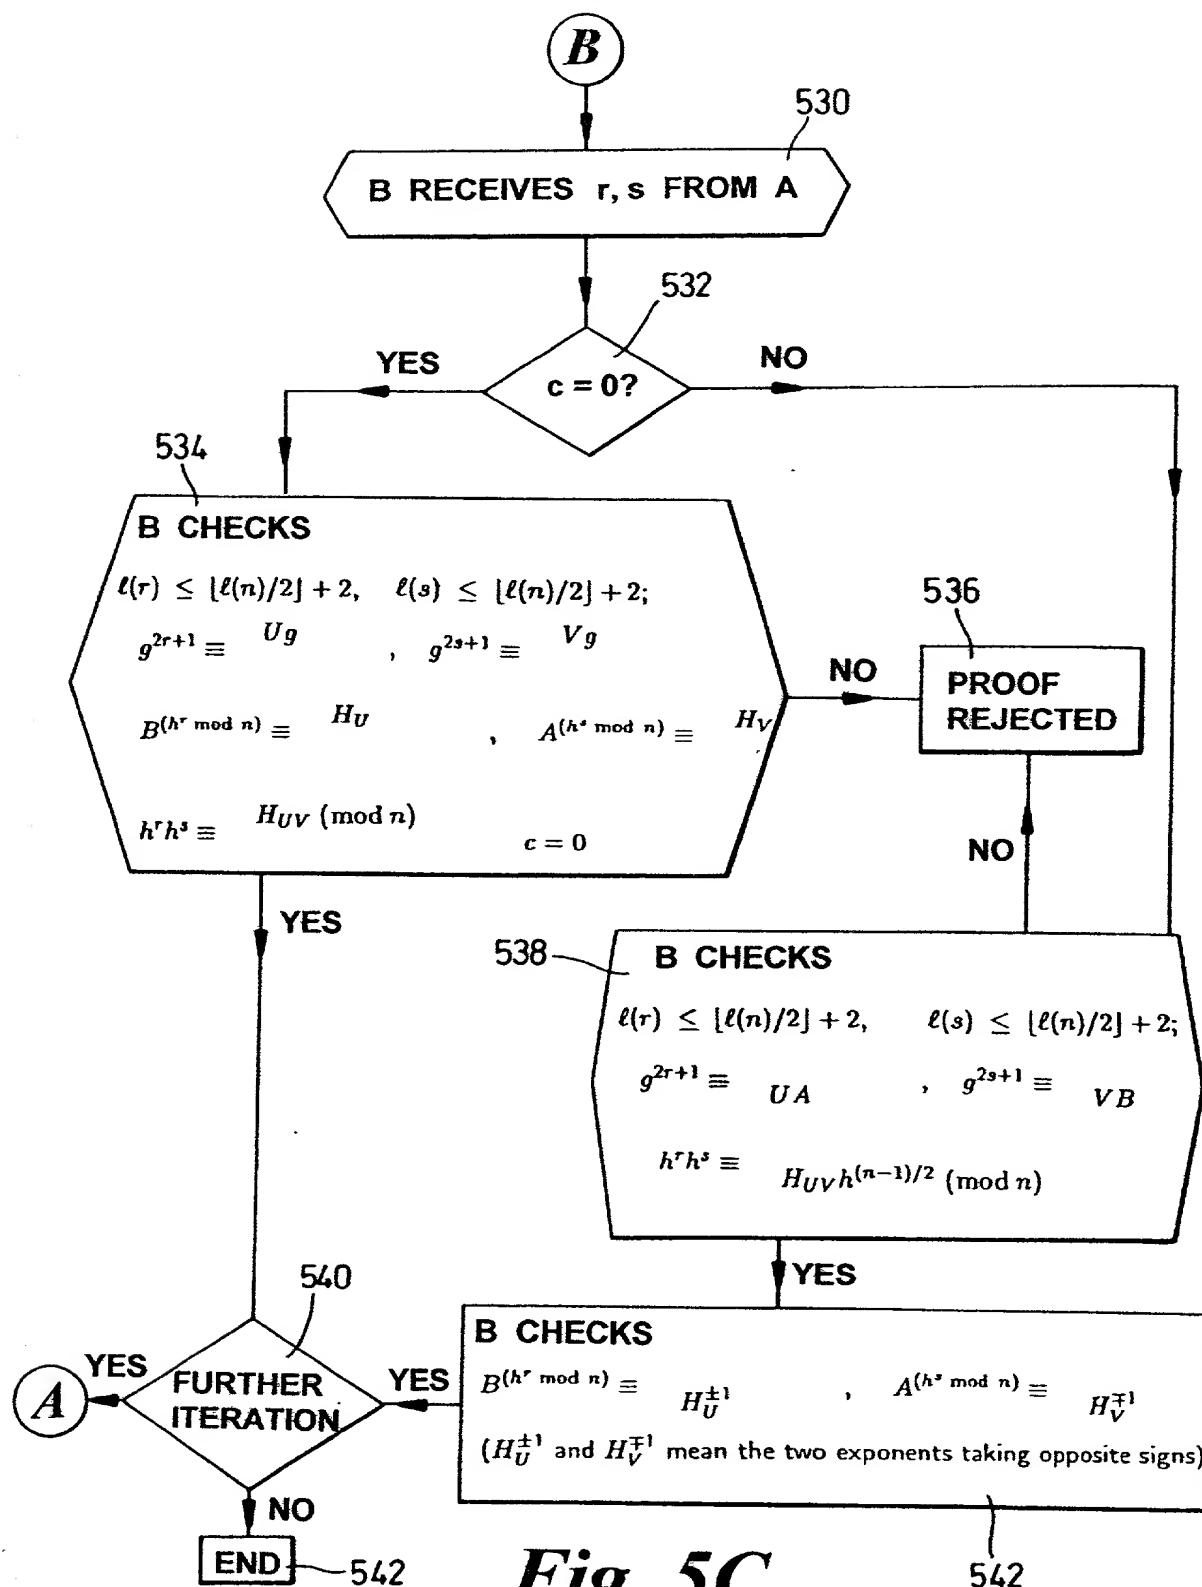 B
530
B RECEIVES r, s FROM A
532
YES
NO
c = 0?
534
B CHECKS
ℓ(r) ≤ ⌊ℓ(n)/2⌋ + 2, ℓ(s) ≤ ⌊ℓ(n)/2⌋ + 2;
g^{2r+1} ≡ Ug , g^{2s+1} ≡ Vg
B^{(h^r mod n)} ≡ H_U , A^{(h^s mod n)} ≡ H_V
h^r h^s ≡ H_{UV} (mod n)
c = 0
NO
536
PROOF
REJECTED
NO
YES
538
B CHECKS
ℓ(r) ≤ ⌊ℓ(n)/2⌋ + 2, ℓ(s) ≤ ⌊ℓ(n)/2⌋ + 2;
g^{2r+1} ≡ UA , g^{2s+1} ≡ VB
h^r h^s ≡ H_{UV} h^{(n-1)/2} (mod n)
YES
540
FURTHER
ITERATION
YES
A
YES
B CHECKS
B^{(h^r mod n)} ≡ H_U^{±1} , A^{(h^s mod n)} ≡ H_V^{∓1}
(H_U^{±1} and H_V^{∓1} mean the two exponents taking opposite signs)
542
NO
END
542
Fig. 5C